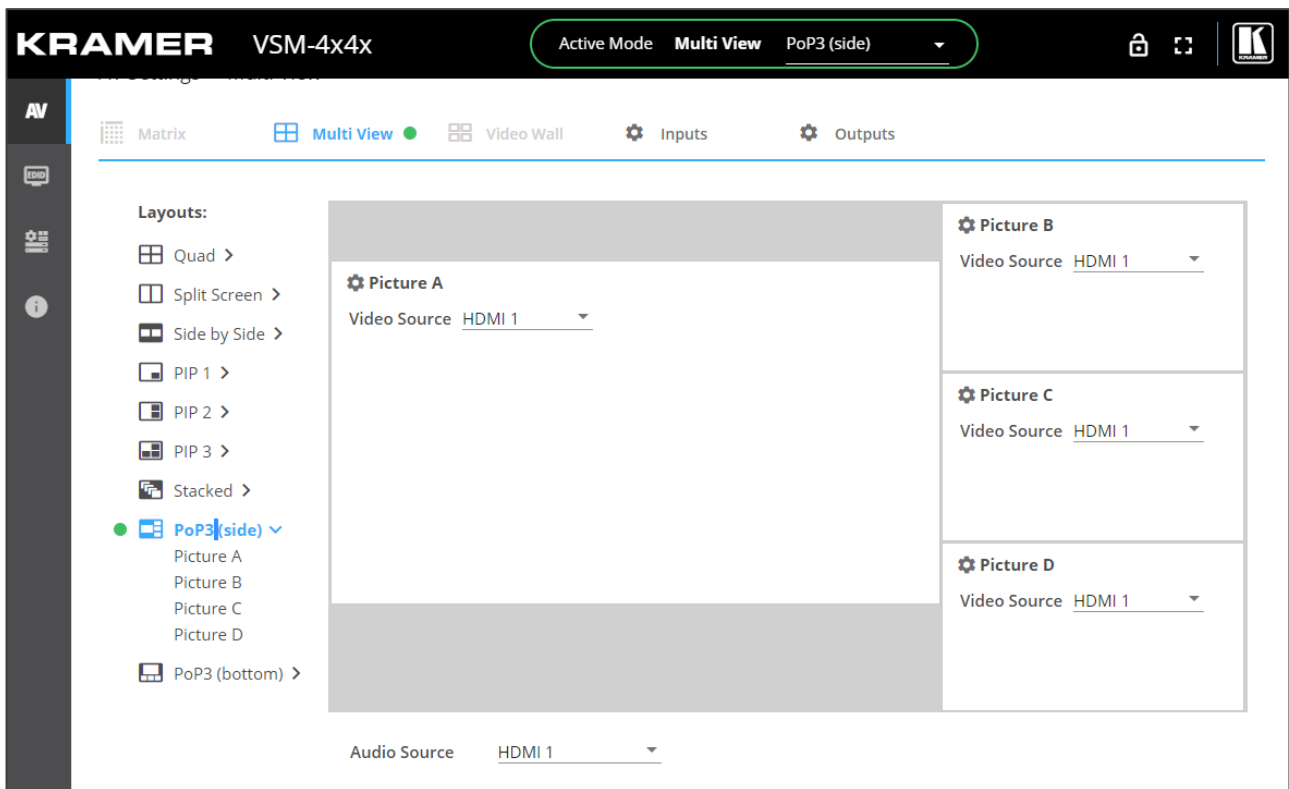 KRAMER VSM-4x4x Active Mode Multi View PoP3 (side)
KRAMER
AV
Matrix Multi View Video Wall Inputs Outputs
EDID
Layouts:
Quad
Split Screen
Side by Side
PIP 1
PIP 2
PIP 3
Stacked
PoP3 (side)
Picture A
Picture B
Picture C
Picture D
PoP3 (bottom)
Picture A
Video Source HDMI 1
Picture B
Video Source HDMI 1
Picture C
Video Source HDMI 1
Picture D
Video Source HDMI 1
Audio Source HDMI 1